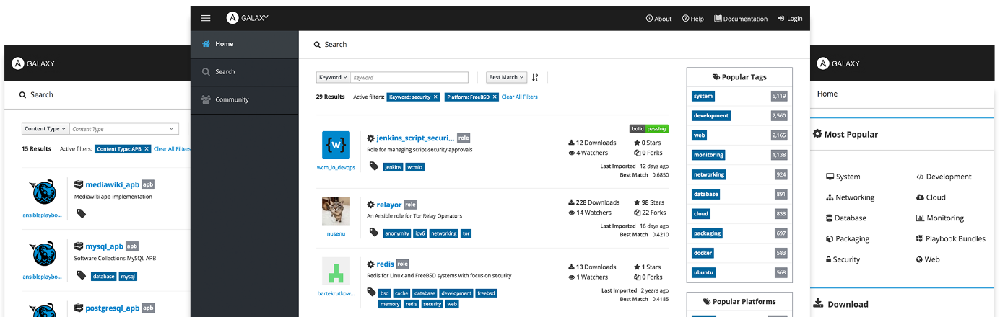 GALAXY
Search
Content Type
Content Type
15 Results Active filters: Content Type: APB × Clear All Filters
mediawiki_apb apb
Mediawiki apb implementation
ansibleplaybo...
mysql_apb apb
Software Collections MySQL APB
database mysql
ansibleplaybo...
postgresql_apb apb
A GALAXY
About Help Documentation Login
Home
Search
Community
Search
Keyword Keyword Best Match
29 Results Active filters: Keyword: security × Platform: FreeBSD × Clear All Filters
build passing
jenkins_script_securi... role
Role for managing script-security approvals
jenkins wcmio
wcm_io_devops
12 Downloads 0 Stars
4 Watchers 0 Forks
Last Imported 12 days ago
Best Match 0.6850
relayor role
An Ansible role for Tor Relay Operators
anonymity ipv6 networking tor
nusenu
228 Downloads 98 Stars
14 Watchers 22 Forks
Last Imported 16 days ago
Best Match 0.4210
redis role
Redis for Linux and FreeBSD systems with focus on security
bsd cache database development freebsd
memory redis security web
bartekrutkow...
13 Downloads 1 Stars
1 Watchers 0 Forks
Last Imported 2 years ago
Best Match 0.4185
Popular Tags
system 5,119
development 2,560
web 2,165
monitoring 1,138
networking 924
database 891
cloud 833
packaging 697
docker 583
ubuntu 568
Popular Platforms
GALAXY
Home
Most Popular
System Development
Networking Cloud
Database Monitoring
Packaging Playbook Bundles
Security Web
Download